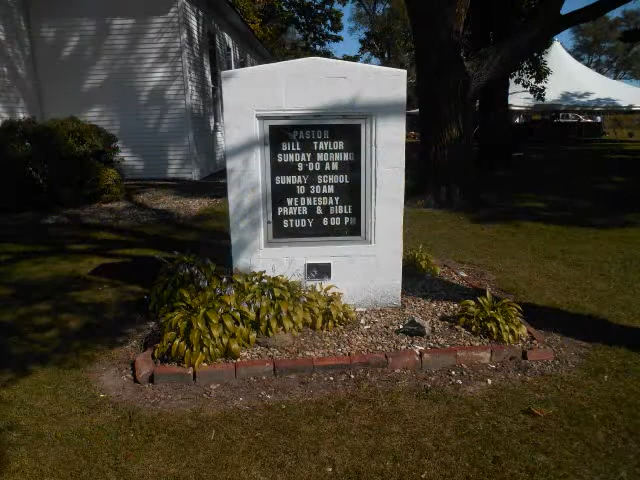 PASTOR
BILL TAYLOR
SUNDAY MORNING
9:00 AM
SUNDAY SCHOOL
10 30AM
WEDNESDAY
PRAYER & BIBLE
STUDY 6 00 PM